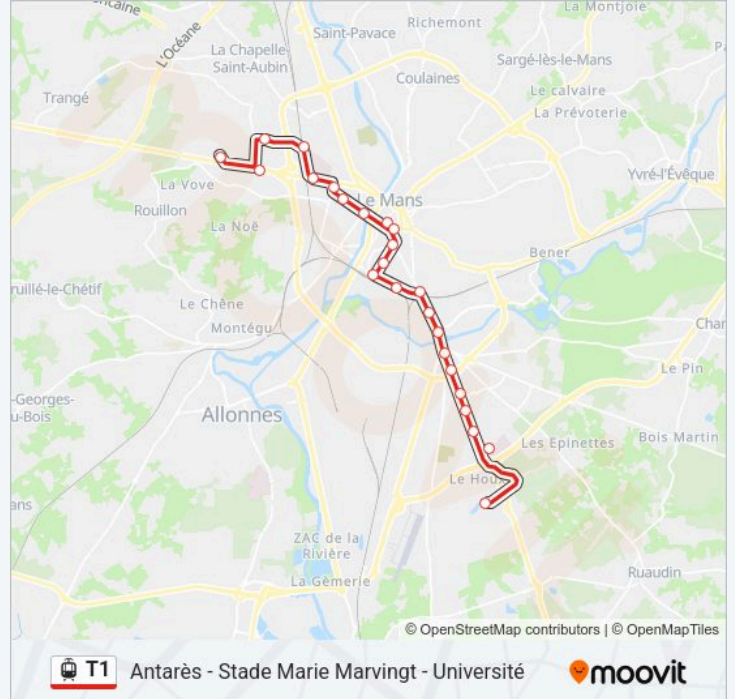 caine
La Montjoie
L'Océane
Saint-Pavace
Richemont
La Chapelle-
Saint-Aubin
Sargé-lès-le-Mans
Coulaines
Trangé
Le calvaire
La Prévoterie
Yvré-l'Évêque
La Vove
Le Mans
Rouillon
La Noë
Bener
ruillé-le-Chétif
Le Chêne
Montégu
Char
Le Pin
-Georges-
u-Bois
Allonnes
Bois Martin
Les Epinettes
Le Houx
ans
ZAC de la
Rivière
La Gèmerie
Ruaudin
© OpenStreetMap contributors | © OpenMapTiles
T1 Antarès - Stade Marie Marvingt - Université
moovit